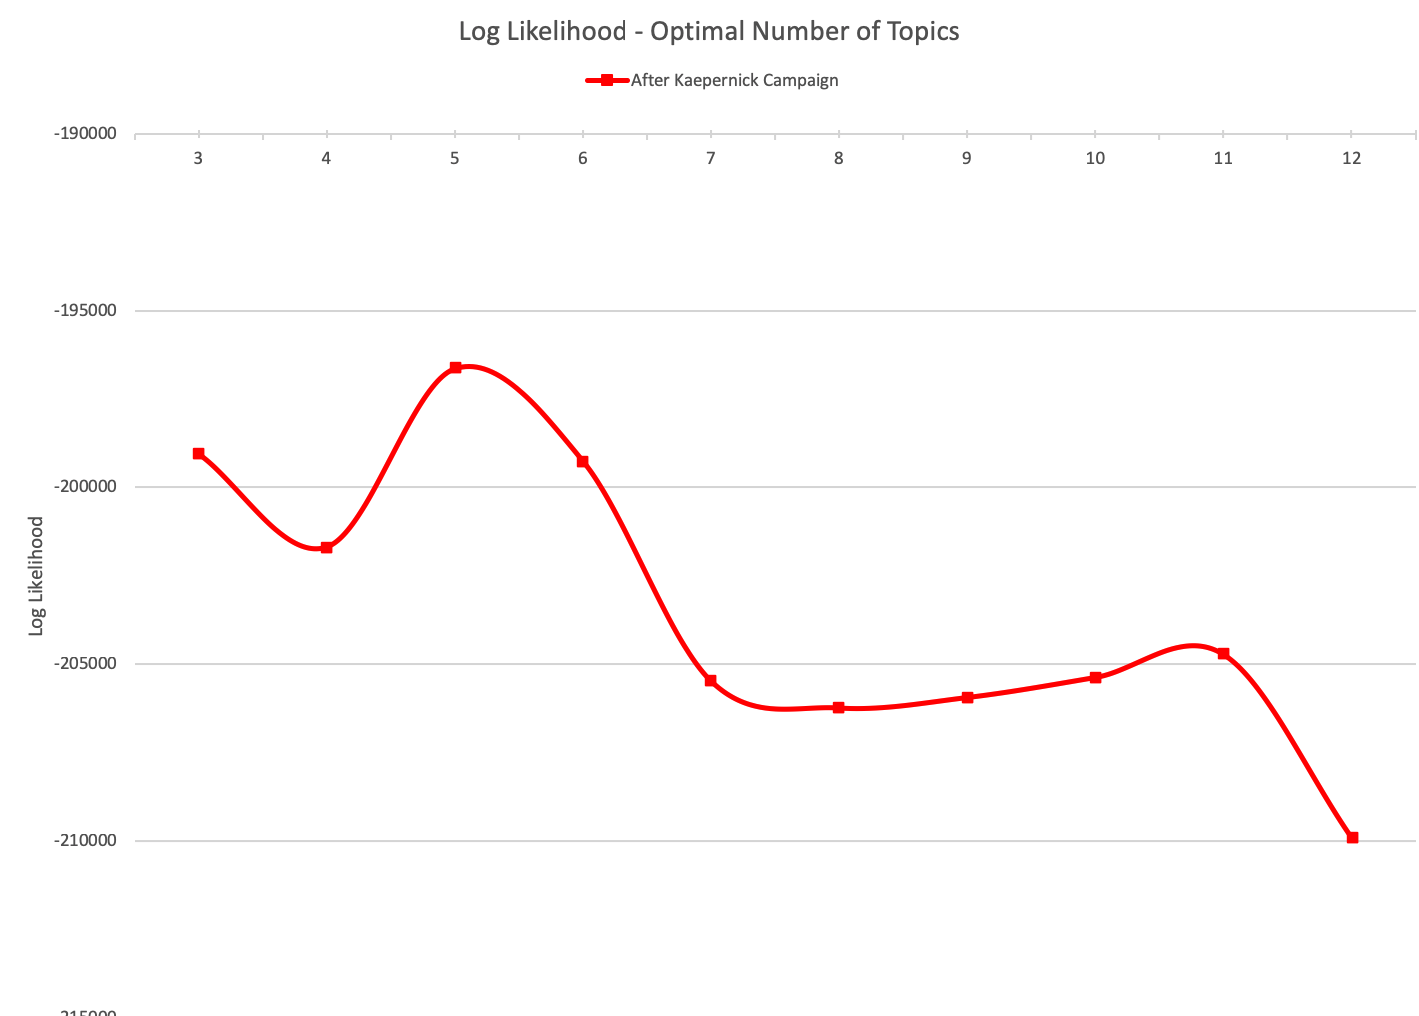 Log Likelihood - Optimal Number of Topics
After Kaepernick Campaign
-190000
3 4 5 6 7 8 9 10 11 12
-195000
-200000
Log Likelihood
-205000
-210000